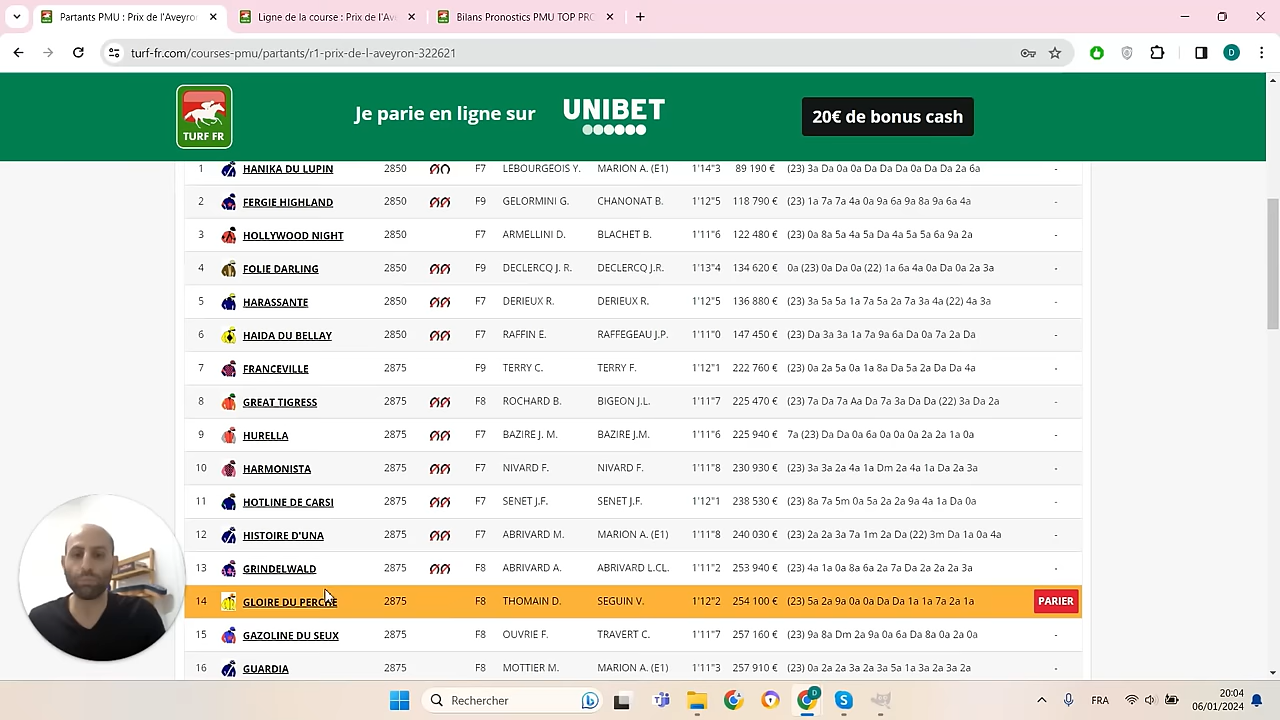 Partants PMU : Prix de l'Aveyron
Ligne de la course : Prix de l'Av
Bilans Pronostics PMU TOP PRO
turf-fr.com/courses-pmu/partants/r1-prix-de-l-aveyron-322621
D
TURF FR
Je parie en ligne sur
UNIBET
20€ de bonus cash
1 HANIKA DU LUPIN 2850 F7 LEBOURGEOIS Y. MARION A. (E1) 1'14"3 89 190 € (23) 3a Da 0a 0a Da Da Da 0a Da Da 2a 6a -
2 FERGIE HIGHLAND 2850 F9 GELORMINI G. CHANONAT B. 1'12"5 118 790 € (23) 1a 7a 7a 4a 0a 9a 6a 9a 8a 9a 6a 4a -
3 HOLLYWOOD NIGHT 2850 F7 ARMELLINI D. BLACHET B. 1'11"6 122 480 € (23) 0a 8a 5a 4a 5a Da 4a 5a 5a 6a 9a 2a -
4 FOLIE DARLING 2850 F9 DECLERCQ J. R. DECLERCQ J.R. 1'13"4 134 620 € 0a (23) 0a Da 0a (22) 1a 6a 4a 0a Da 0a 2a 3a -
5 HARASSANTE 2850 F7 DERIEUX R. DERIEUX R. 1'12"5 136 880 € (23) 3a 5a 5a 1a 7a 5a 2a 7a 3a 8a (22) 4a 3a -
6 HAIDA DU BELLAY 2850 F7 RAFFIN E. RAFFEGEAU J.P. 1'11"0 147 450 € (23) Da 3a 3a 1a 7a 9a 6a Da 0a 7a 2a Da -
7 FRANCEVILLE 2875 F9 TERRY C. TERRY F. 1'12"1 222 760 € (23) 0a 2a 5a 0a 1a 8a Da 5a 2a Da Da 4a -
8 GREAT TIGRESS 2875 F8 ROCHARD B. BIGEON J.L. 1'11"7 225 470 € (23) 7a Da 7a Aa Da 7a 3a Da Da (22) 3a Da 2a -
9 HURELLA 2875 F7 BAZIRE J. M. BAZIRE J.M. 1'11"6 225 940 € 7a (23) Da Da 0a 6a 0a 0a 0a 2a 2a 1a 0a -
10 HARMONISTA 2875 F7 NIVARD F. NIVARD F. 1'11"8 230 930 € (23) 3a 3a 2a 4a 1a Dm 2a 4a 1a Da 2a 3a -
11 HOTLINE DE CARSI 2875 F7 SENET J.F. SENET J.F. 1'12"1 238 530 € (23) 8a 7a 5m 0a 5a 2a 2a 9a 4a 1a Da 0a -
12 HISTOIRE D'UNA 2875 F7 ABRIVARD M. MARION A. (E1) 1'11"8 240 030 € (23) 2a 2a 3a 7a 1m 2a Da (22) 3m Da 1a 0a 4a -
13 GRINDELWALD 2875 F8 ABRIVARD A. ABRIVARD L.CL. 1'11"2 253 940 € (23) 4a 1a 0a 8a 6a 2a 7a Da 2a 2a 2a 3a -
14 GLOIRE DU PERCHE 2875 F8 THOMAIN D. SEGUIN V. 1'12"2 254 100 € (23) 5a 2a 9a 0a 0a Da Da 1a 1a 7a 2a 1a PARIER
15 GAZOLINE DU SEUX 2875 F8 OUVRIE F. TRAVERT C. 1'11"7 257 160 € (23) 9a 8a Dm 2a 9a 0a 6a Da 8a 0a 2a 0a -
16 GUARDIA 2875 F8 MOTTIER M. MARION A. (E1) 1'11"3 257 910 € (23) 0a 2a 2a 3a 2a 3a 5a 1a 3a 2a 3a 2a -
Rechercher
FRA
20:04
06/01/2024